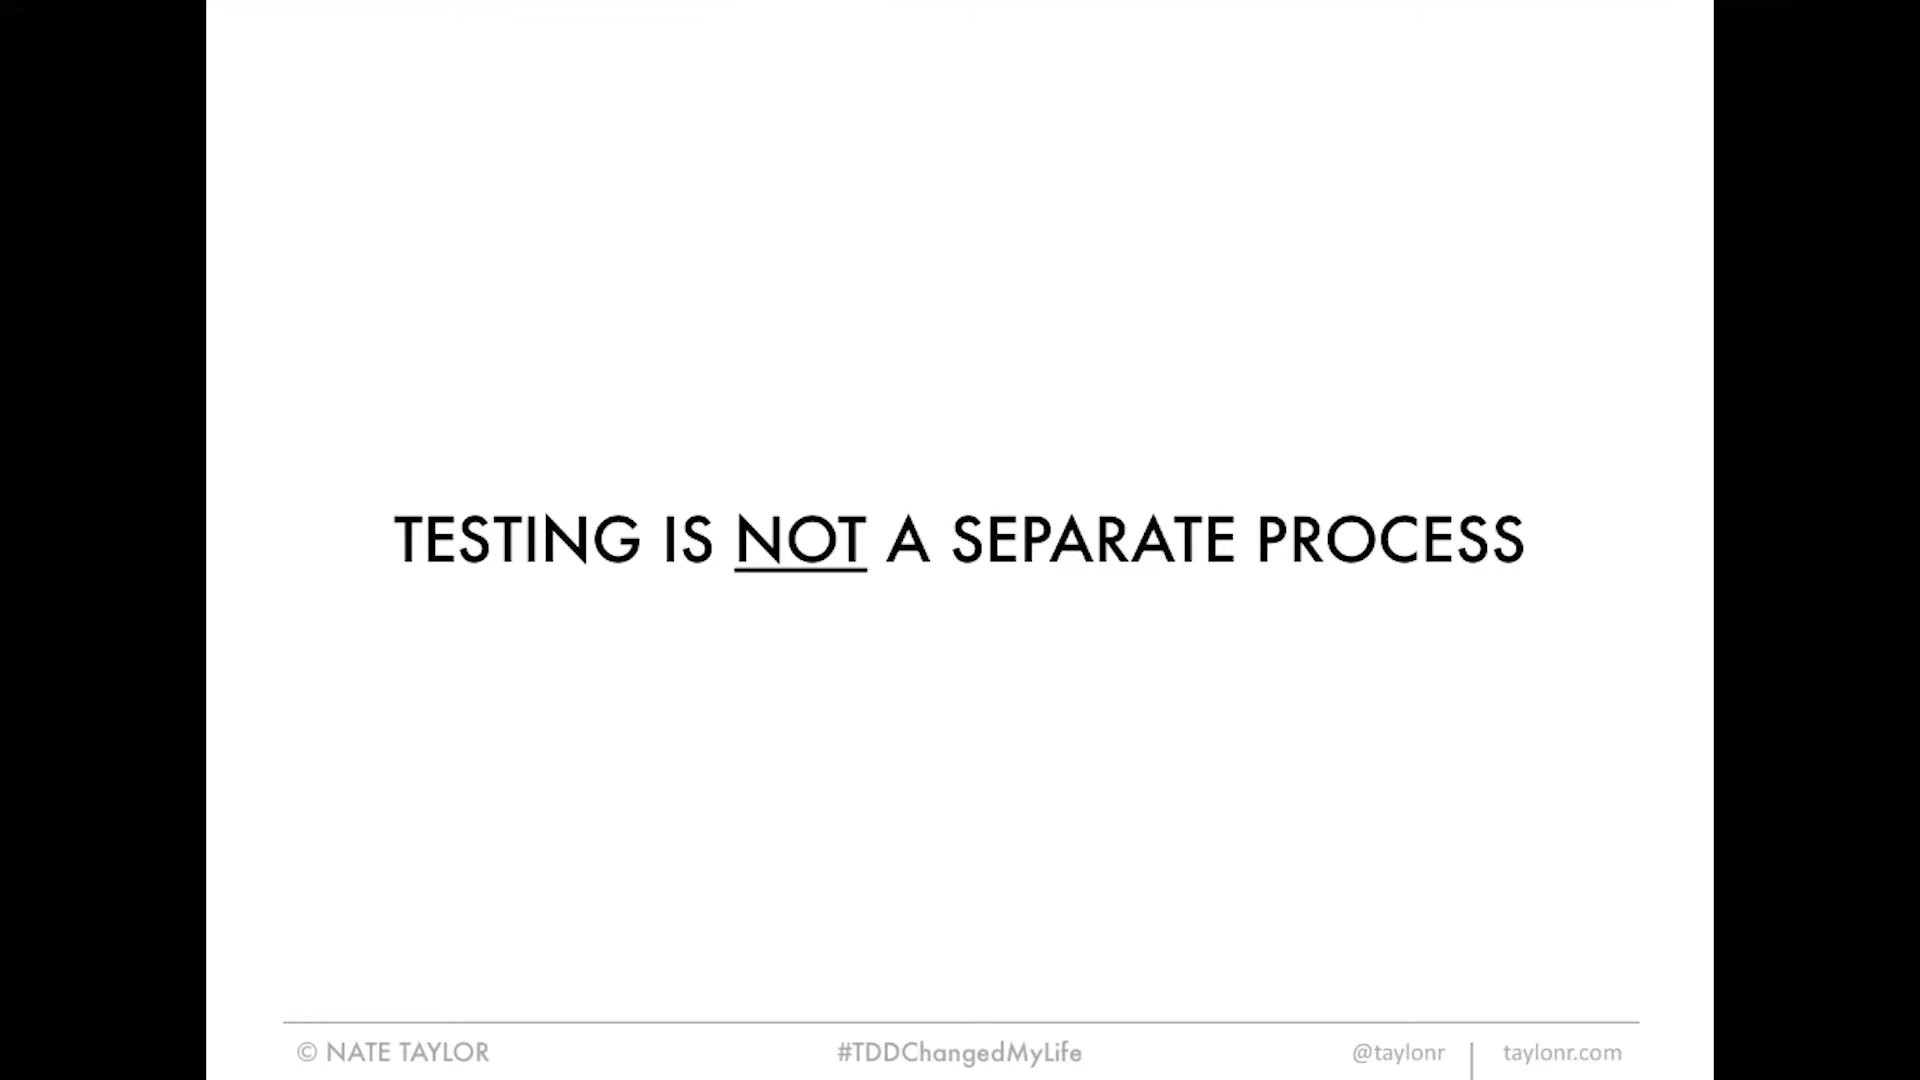 TESTING IS NOT A SEPARATE PROCESS
© NATE TAYLOR
#TDDChangedMyLife
@taylonr
taylonr.com